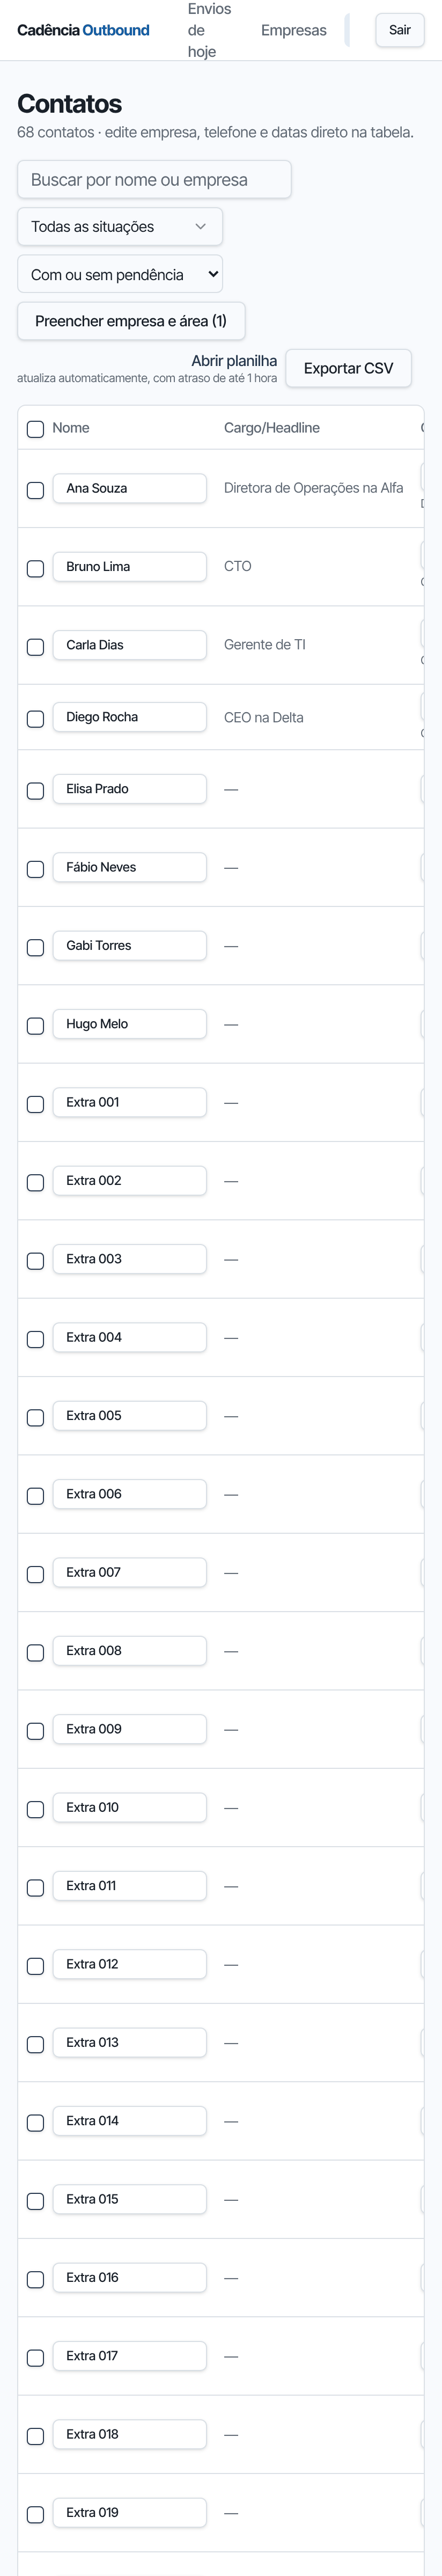 Cadência Outbound
Envios
de
hoje
Empresas
Sair
Contatos
68 contatos · edite empresa, telefone e datas direto na tabela.
Buscar por nome ou empresa
Todas as situações
Com ou sem pendência
Preencher empresa e área (1)
Abrir planilha
atualiza automaticamente, com atraso de até 1 hora
Exportar CSV
Nome
Cargo/Headline
Ana Souza
Diretora de Operações na Alfa
Bruno Lima
CTO
Carla Dias
Gerente de TI
Diego Rocha
CEO na Delta
Elisa Prado
—
Fábio Neves
—
Gabi Torres
—
Hugo Melo
—
Extra 001
—
Extra 002
—
Extra 003
—
Extra 004
—
Extra 005
—
Extra 006
—
Extra 007
—
Extra 008
—
Extra 009
—
Extra 010
—
Extra 011
—
Extra 012
—
Extra 013
—
Extra 014
—
Extra 015
—
Extra 016
—
Extra 017
—
Extra 018
—
Extra 019
—